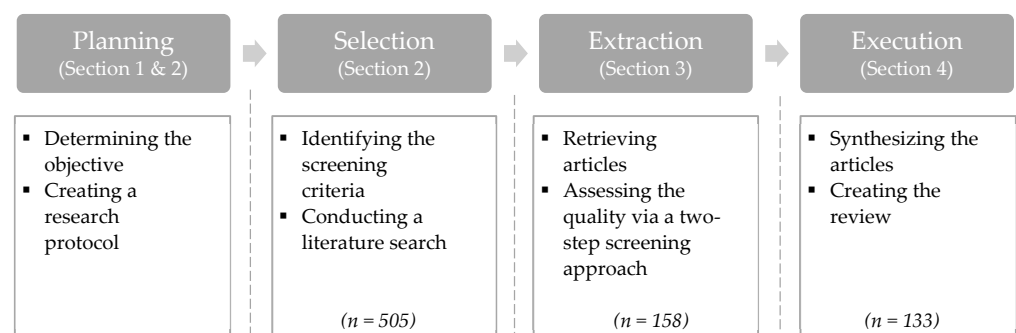 Planning
(Section 1 & 2)
▪ Determining the
objective
▪ Creating a
research
protocol
Selection
(Section 2)
▪ Identifying the
screening
criteria
▪ Conducting a
literature search
(n = 505)
Extraction
(Section 3)
▪ Retrieving
articles
▪ Assessing the
quality via a two-
step screening
approach
(n = 158)
Execution
(Section 4)
▪ Synthesizing the
articles
▪ Creating the
review
(n = 133)